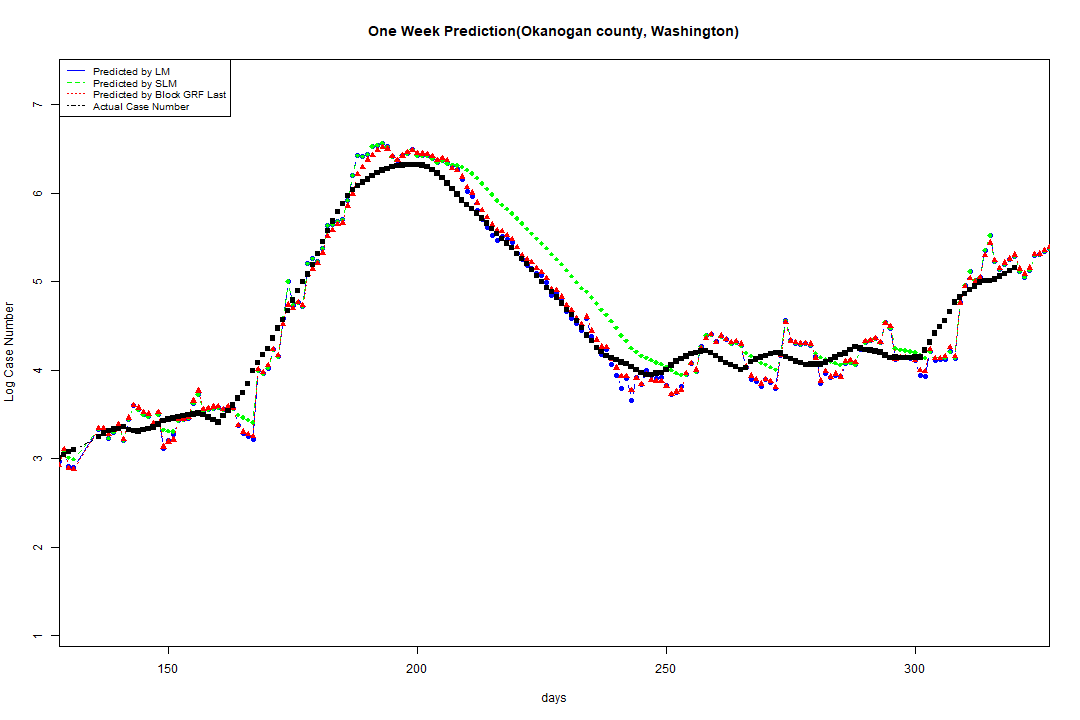 One Week Prediction(Okanogan county, Washington)
Predicted by LM
Predicted by SLM
Predicted by Block GRF Last
Actual Case Number
7
6
5
4
3
2
1
Log Case Number
150 200 250 300
days